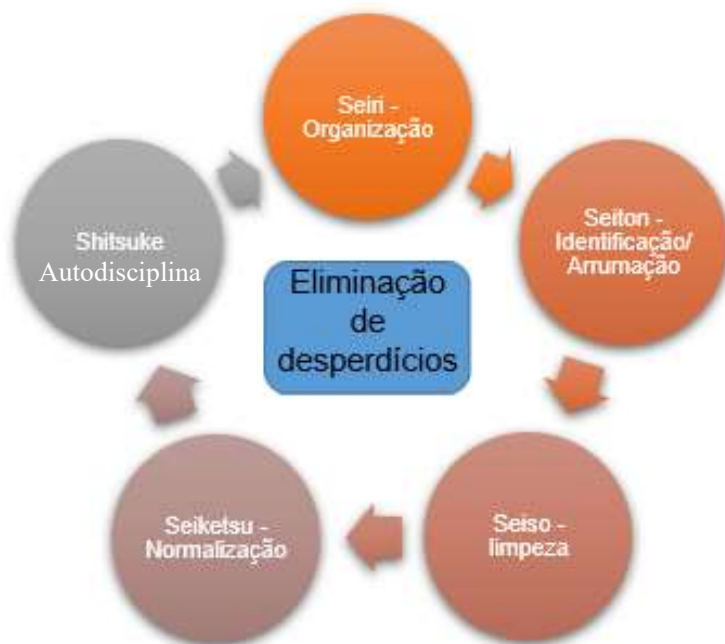 Seiri -
Organização
Seiton -
Identificação/
Arrumação
Seiso -
limpeza
Seiketsu -
Normalização
Shitsuke
Autodisciplina
Eliminação
de
desperdícios